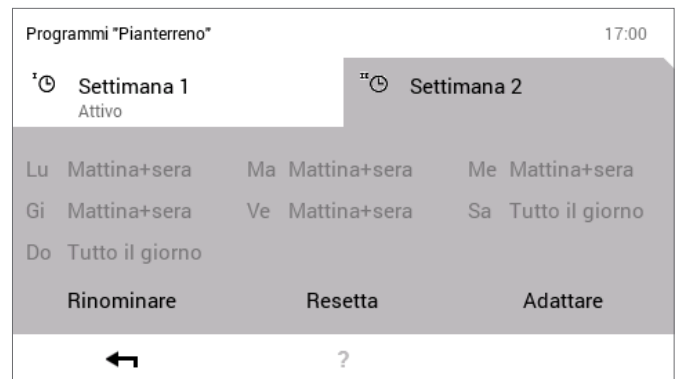 Programmi "Pianterreno" 17:00
I Settimana 1 II Settimana 2
Attivo
Lu Mattina+sera Ma Mattina+sera Me Mattina+sera
Gi Mattina+sera Ve Mattina+sera Sa Tutto il giorno
Do Tutto il giorno
Rinominare Resetta Adattare
?